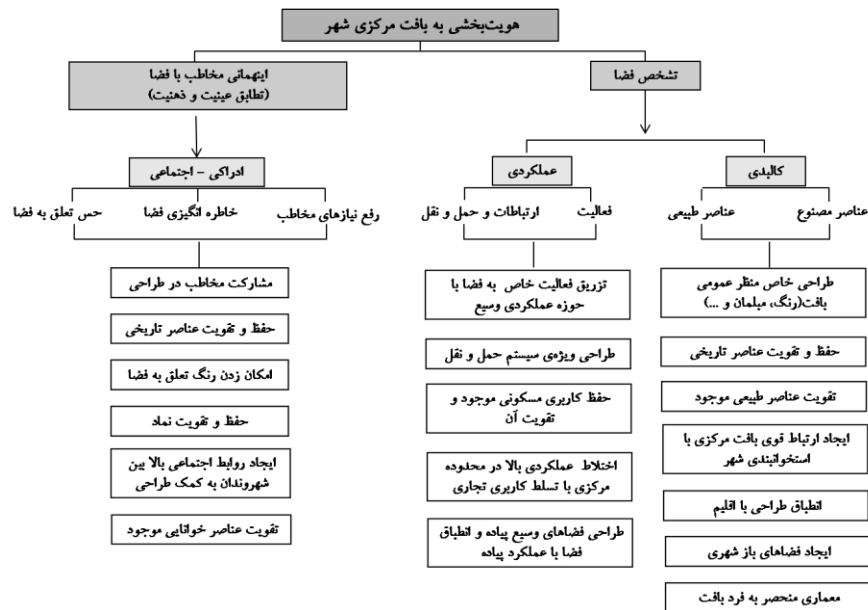 هویت‌بخشی به بافت مرکزی شهر
تشخص فضا
اینهمانی مخاطب با فضا
(تطابق عینیت و ذهنیت)
کالبدی
عملکردی
ادراکی - اجتماعی
عناصر مصنوع
عناصر طبیعی
فعالیت
ارتباطات و حمل و نقل
رفع نیازهای مخاطب
خاطره انگیزی فضا
حس تعلق به فضا
طراحی خاص منظر عمومی
بافت(رنگ، مبلمان و ...)
حفظ و تقویت عناصر تاریخی
تقویت عناصر طبیعی موجود
ایجاد ارتباط قوی بافت مرکزی با
استخوانبندی شهر
انطباق طراحی با اقلیم
ایجاد فضاهای باز شهری
معماری منحصر به فرد بافت
تزریق فعالیت خاص به فضا با
حوزه عملکردی وسیع
طراحی ویژه‌ی سیستم حمل و نقل
حفظ کاربری مسکونی موجود و
تقویت آن
اختلاط عملکردی بالا در محدوده
مرکزی با تسلط کاربری تجاری
طراحی فضاهای وسیع پیاده و انطباق
فضا با عملکرد پیاده
مشارکت مخاطب در طراحی
حفظ و تقویت عناصر تاریخی
امکان زدن رنگ تعلق به فضا
حفظ و تقویت نماد
ایجاد روابط اجتماعی بالا بین
شهروندان به کمک طراحی
تقویت عناصر خوانایی موجود